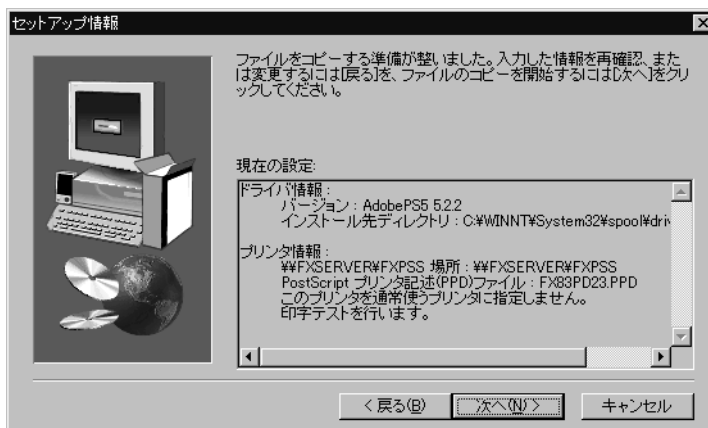 セットアップ情報
ファイルをコピーする準備が整いました。入力した情報を再確認、また
は変更するには[戻る]を、ファイルのコピーを開始するには[次へ]をクリ
ックしてください。
現在の設定:
ドライバ情報 :
バージョン : AdobePS5 5.2.2
インストール先ディレクトリ : C:¥WINNT¥System32¥spool¥driv
プリンタ情報 :
¥¥FXSERVER¥FXPSS 場所 : ¥¥FXSERVER¥FXPSS
PostScript プリンタ記述(PPD)ファイル : FX83PD23.PPD
このプリンタを通常使うプリンタに指定しません。
印字テストを行います。
< 戻る(B)
次へ(N) >
キャンセル